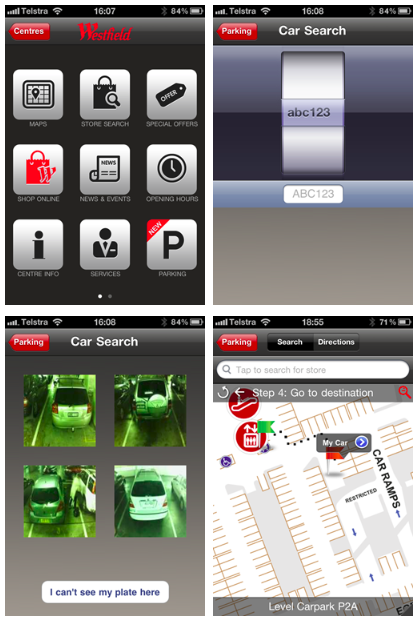 Telstra 16:07 84%
Centres Westfield
MAPS STORE SEARCH SPECIAL OFFERS
OFFER
NEWS
SHOP ONLINE NEWS & EVENTS OPENING HOURS
NEW
P
CENTRE INFO SERVICES PARKING
Telstra 16:08 84%
Parking Car Search
abc123
ABC123
Telstra 16:08 84%
Parking Car Search
I can't see my plate here
Telstra 18:55 71%
Parking Search Directions
Tap to search for store
Step 4: Go to destination
My Car
CAR RAMPS
RESTRICTED
Level Carpark P2A